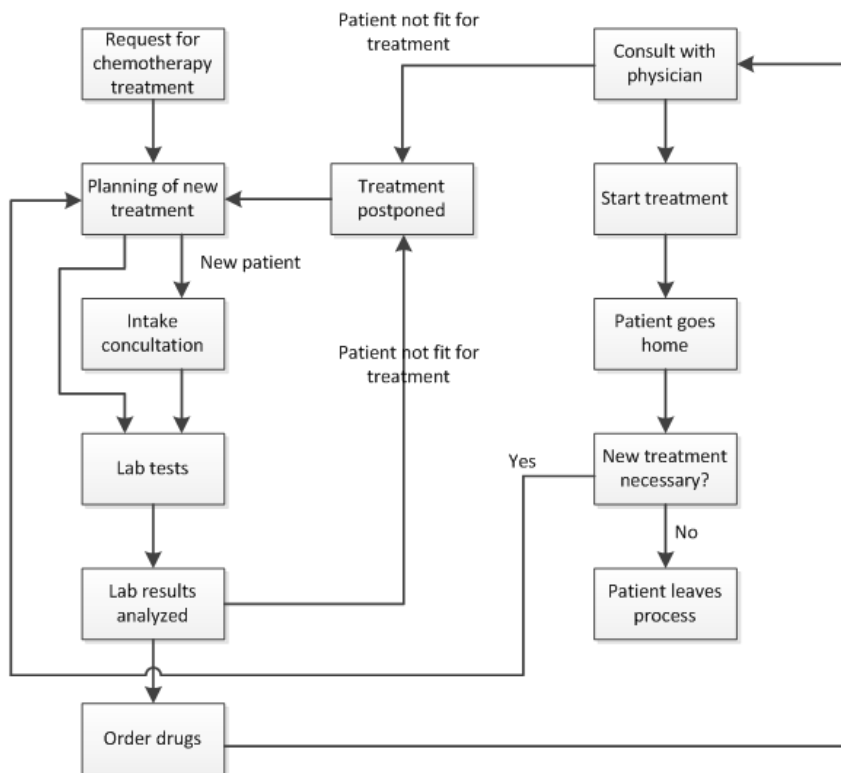 Request for
chemotherapy
treatment
Patient not fit for
treatment
Consult with
physician
Planning of new
treatment
Treatment
postponed
Start treatment
New patient
Intake
concultation
Patient goes
home
Patient not fit for
treatment
Lab tests
Yes
New treatment
necessary?
No
Lab results
analyzed
Patient leaves
process
Order drugs